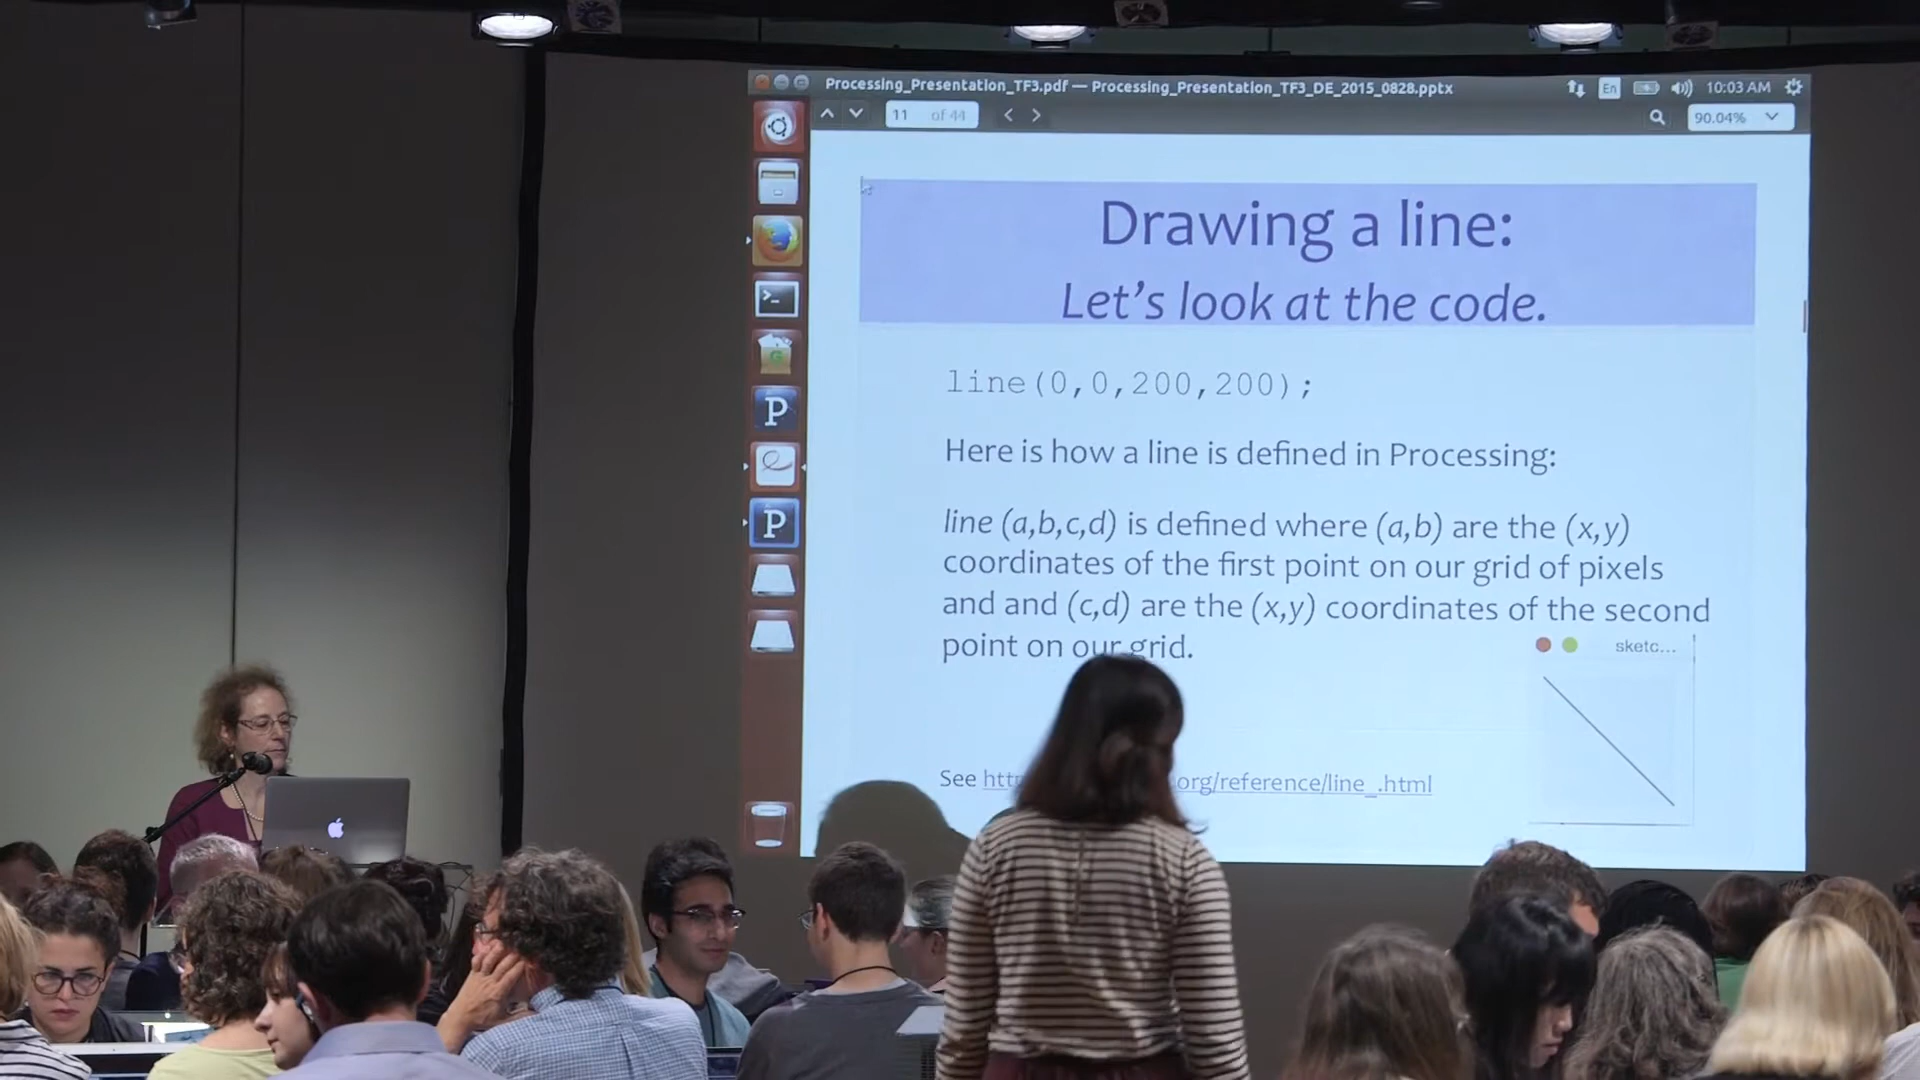 Processing_Presentation_TF3.pdf — Processing_Presentation_TF3_DE_2015_0828.pptx
En
10:03 AM
11 of 44
90.04%
Drawing a line:
Let's look at the code.
line(0,0,200,200);
Here is how a line is defined in Processing:
line (a,b,c,d) is defined where (a,b) are the (x,y)
coordinates of the first point on our grid of pixels
and and (c,d) are the (x,y) coordinates of the second
point on our grid.
sketc...
See htt org/reference/line_.html
P
P